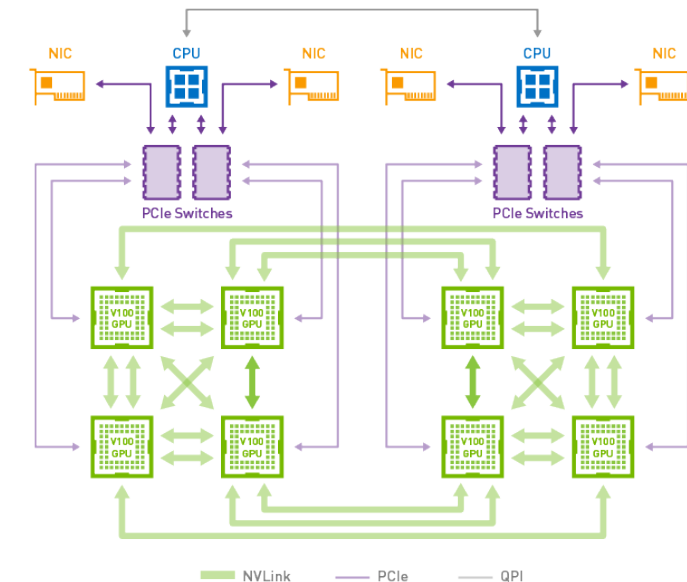 NIC
CPU
NIC
NIC
CPU
NIC
PCIe Switches
PCIe Switches
V100
GPU
V100
GPU
V100
GPU
V100
GPU
V100
GPU
V100
GPU
V100
GPU
V100
GPU
NVLink
PCIe
QPI